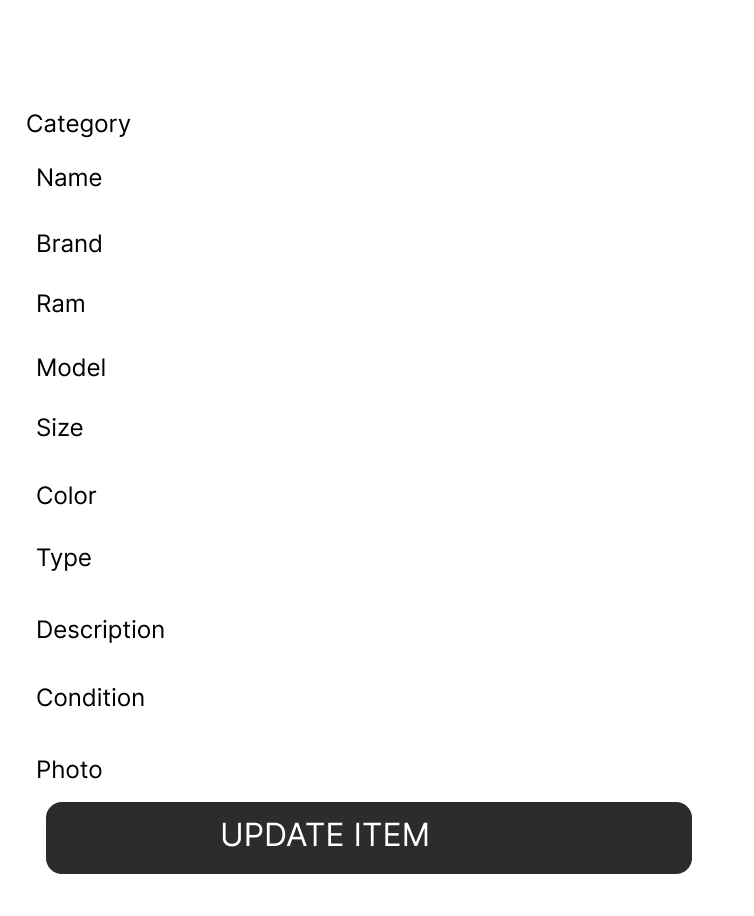 Category
Name
Brand
Ram
Model
Size
Color
Type
Description
Condition
Photo
UPDATE ITEM